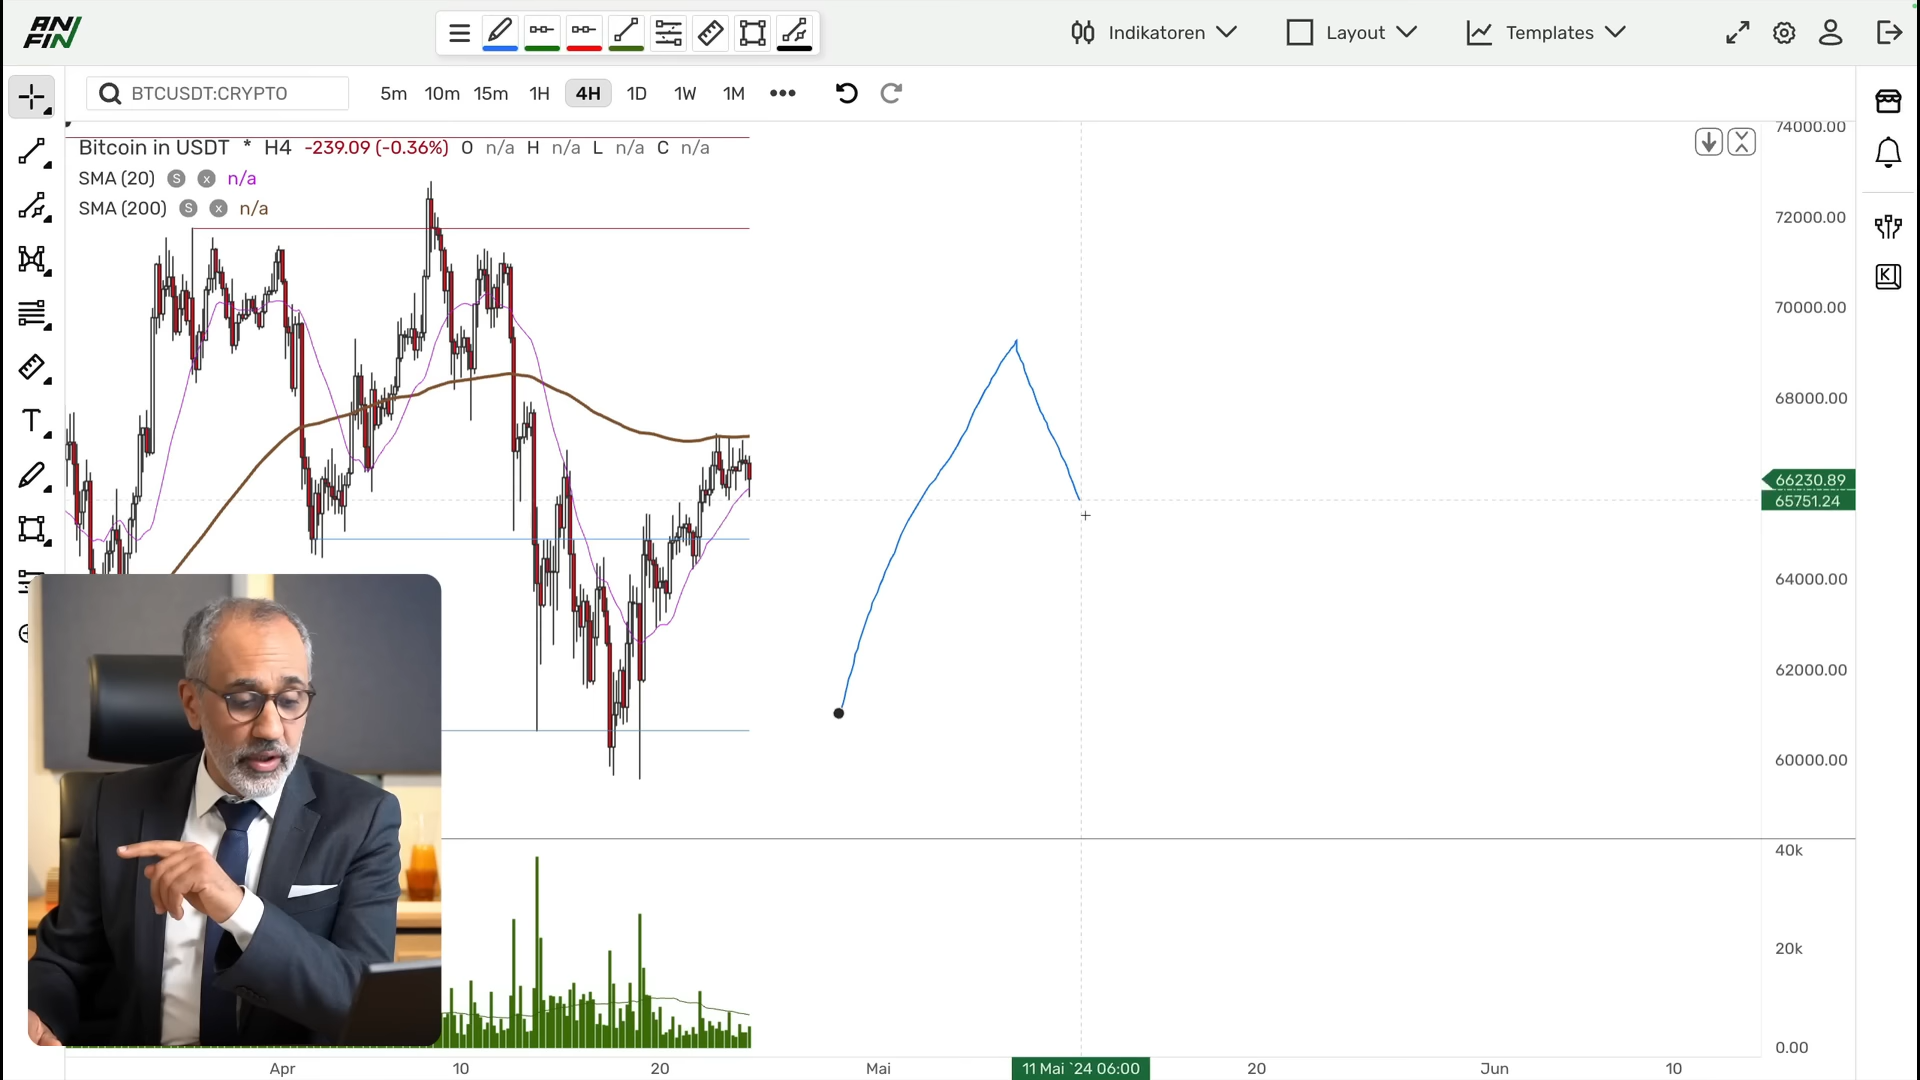 ANFIN
Indikatoren
Layout
Templates
BTCUSDT:CRYPTO
5m 10m 15m 1H 4H 1D 1W 1M •••
Bitcoin in USDT * H4 -239.09 (-0.36%) O n/a H n/a L n/a C n/a
SMA (20) S x n/a
SMA (200) S x n/a
T
K
74000.00
72000.00
70000.00
68000.00
66230.89
65751.24
64000.00
62000.00
60000.00
40k
20k
0.00
Apr 10 20 Mai 11 Mai `24 06:00 20 Jun 10